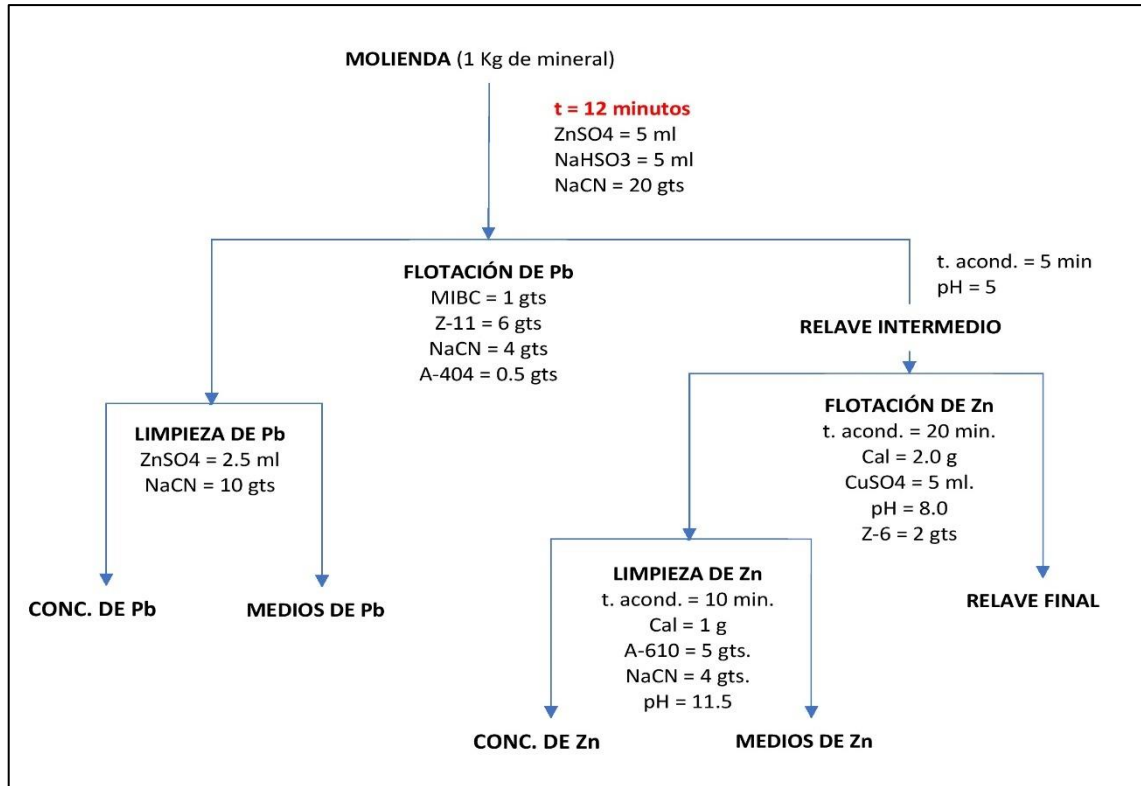 MOLIENDA (1 Kg de mineral)
t = 12 minutos
ZnSO4 = 5 ml
NaHSO3 = 5 ml
NaCN = 20 gts
FLOTACIÓN DE Pb
MIBC = 1 gts
Z-11 = 6 gts
NaCN = 4 gts
A-404 = 0.5 gts
t. acond. = 5 min
pH = 5
RELAVE INTERMEDIO
LIMPIEZA DE Pb
ZnSO4 = 2.5 ml
NaCN = 10 gts
FLOTACIÓN DE Zn
t. acond. = 20 min.
Cal = 2.0 g
CuSO4 = 5 ml.
pH = 8.0
Z-6 = 2 gts
CONC. DE Pb
MEDIOS DE Pb
LIMPIEZA DE Zn
t. acond. = 10 min.
Cal = 1 g
A-610 = 5 gts.
NaCN = 4 gts.
pH = 11.5
RELAVE FINAL
CONC. DE Zn
MEDIOS DE Zn